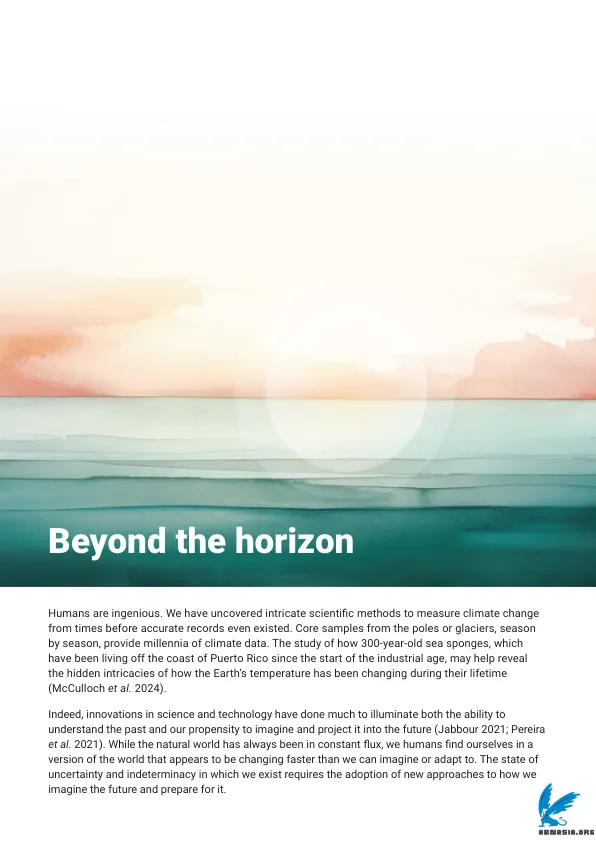 Beyond the horizon
Humans are ingenious. We have uncovered intricate scientific methods to measure climate change
from times before accurate records even existed. Core samples from the poles or glaciers, season
by season, provide millennia of climate data. The study of how 300-year-old sea sponges, which
have been living off the coast of Puerto Rico since the start of the industrial age, may help reveal
the hidden intricacies of how the Earth's temperature has been changing during their lifetime
(McCulloch et al. 2024).
Indeed, innovations in science and technology have done much to illuminate both the ability to
understand the past and our propensity to imagine and project it into the future (Jabbour 2021; Pereira
et al. 2021). While the natural world has always been in constant flux, we humans find ourselves in a
version of the world that appears to be changing faster than we can imagine or adapt to. The state of
uncertainty and indeterminacy in which we exist requires the adoption of new approaches to how we
imagine the future and prepare for it.
ABNASIA.ORG